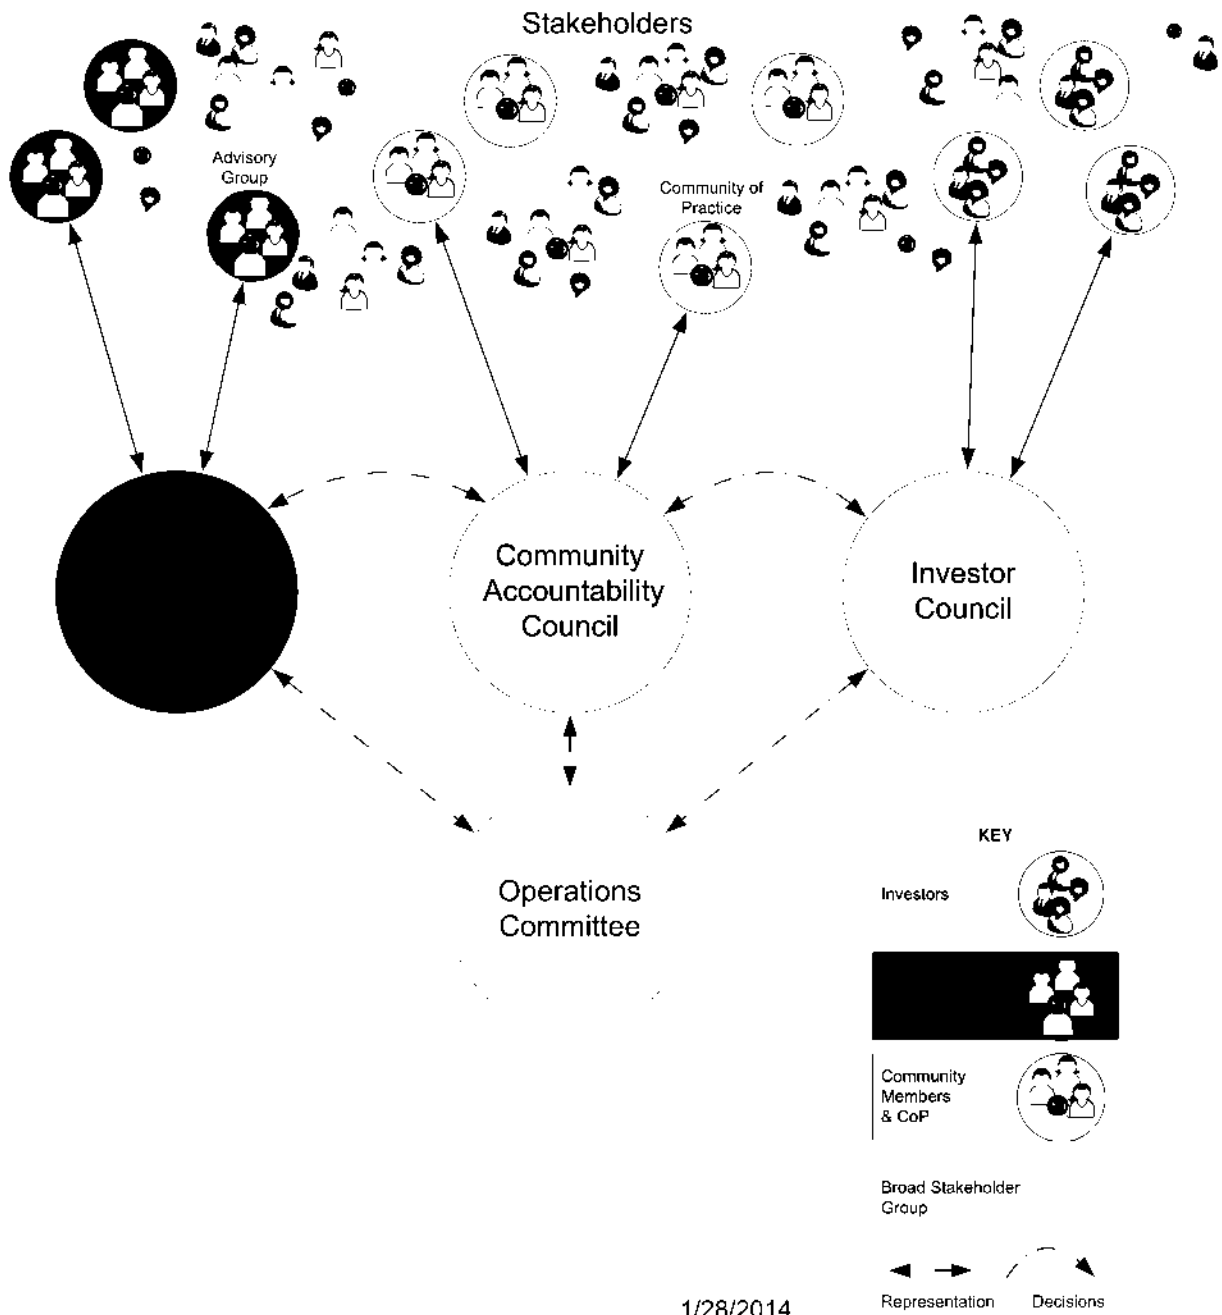 Stakeholders
Advisory
Group
Community of
Practice
Community
Accountability
Council
Investor
Council
Operations
Committee
KEY
Investors
Community
Members
& CoP
Broad Stakeholder
Group
Representation
Decisions
1/28/2014